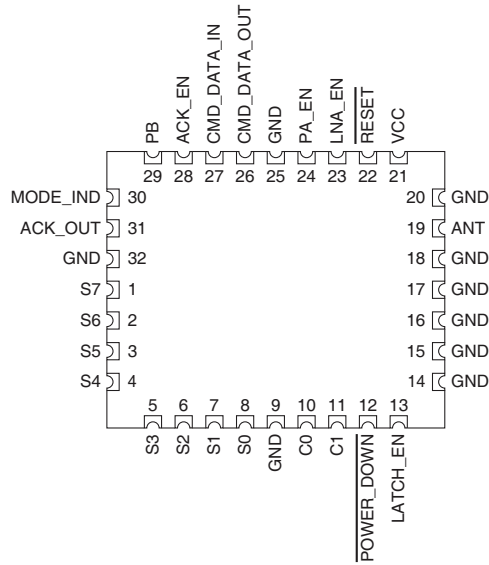 PB
ACK_EN
CMD_DATA_IN
CMD_DATA_OUT
GND
PA_EN
LNA_EN
RESET
VCC
29 28 27 26 25 24 23 22 21
MODE_IND 30
ACK_OUT 31
GND 32
S7 1
S6 2
S5 3
S4 4
20 GND
19 ANT
18 GND
17 GND
16 GND
15 GND
14 GND
5 6 7 8 9 10 11 12 13
S3
S2
S1
S0
GND
C0
C1
POWER_DOWN
LATCH_EN